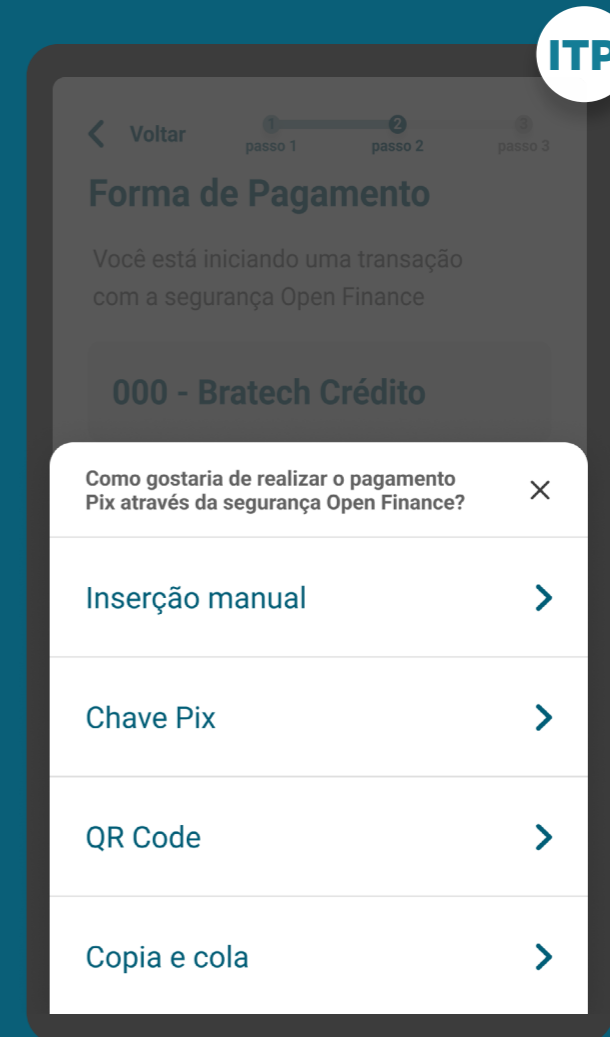 ITP
Voltar
1
2
3
passo 1
passo 2
passo 3
Forma de Pagamento
Você está iniciando uma transação
com a segurança Open Finance
000 - Bratech Crédito
Como gostaria de realizar o pagamento
Pix através da segurança Open Finance?
Inserção manual
Chave Pix
QR Code
Copia e cola